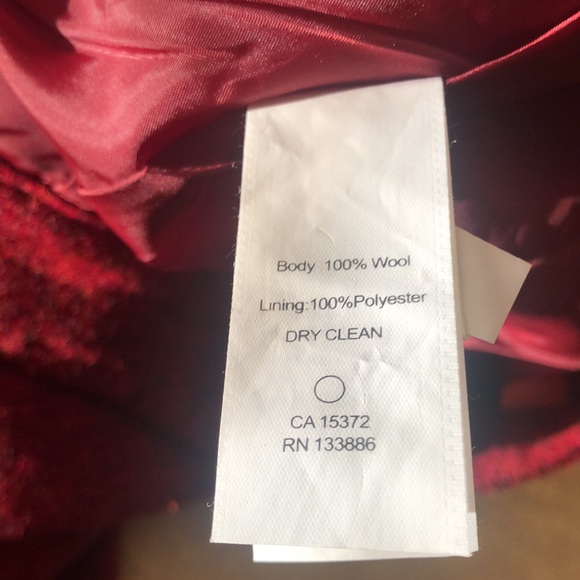 Body 100% Wool
Lining:100%Polyester
DRY CLEAN
CA 15372
RN 133886